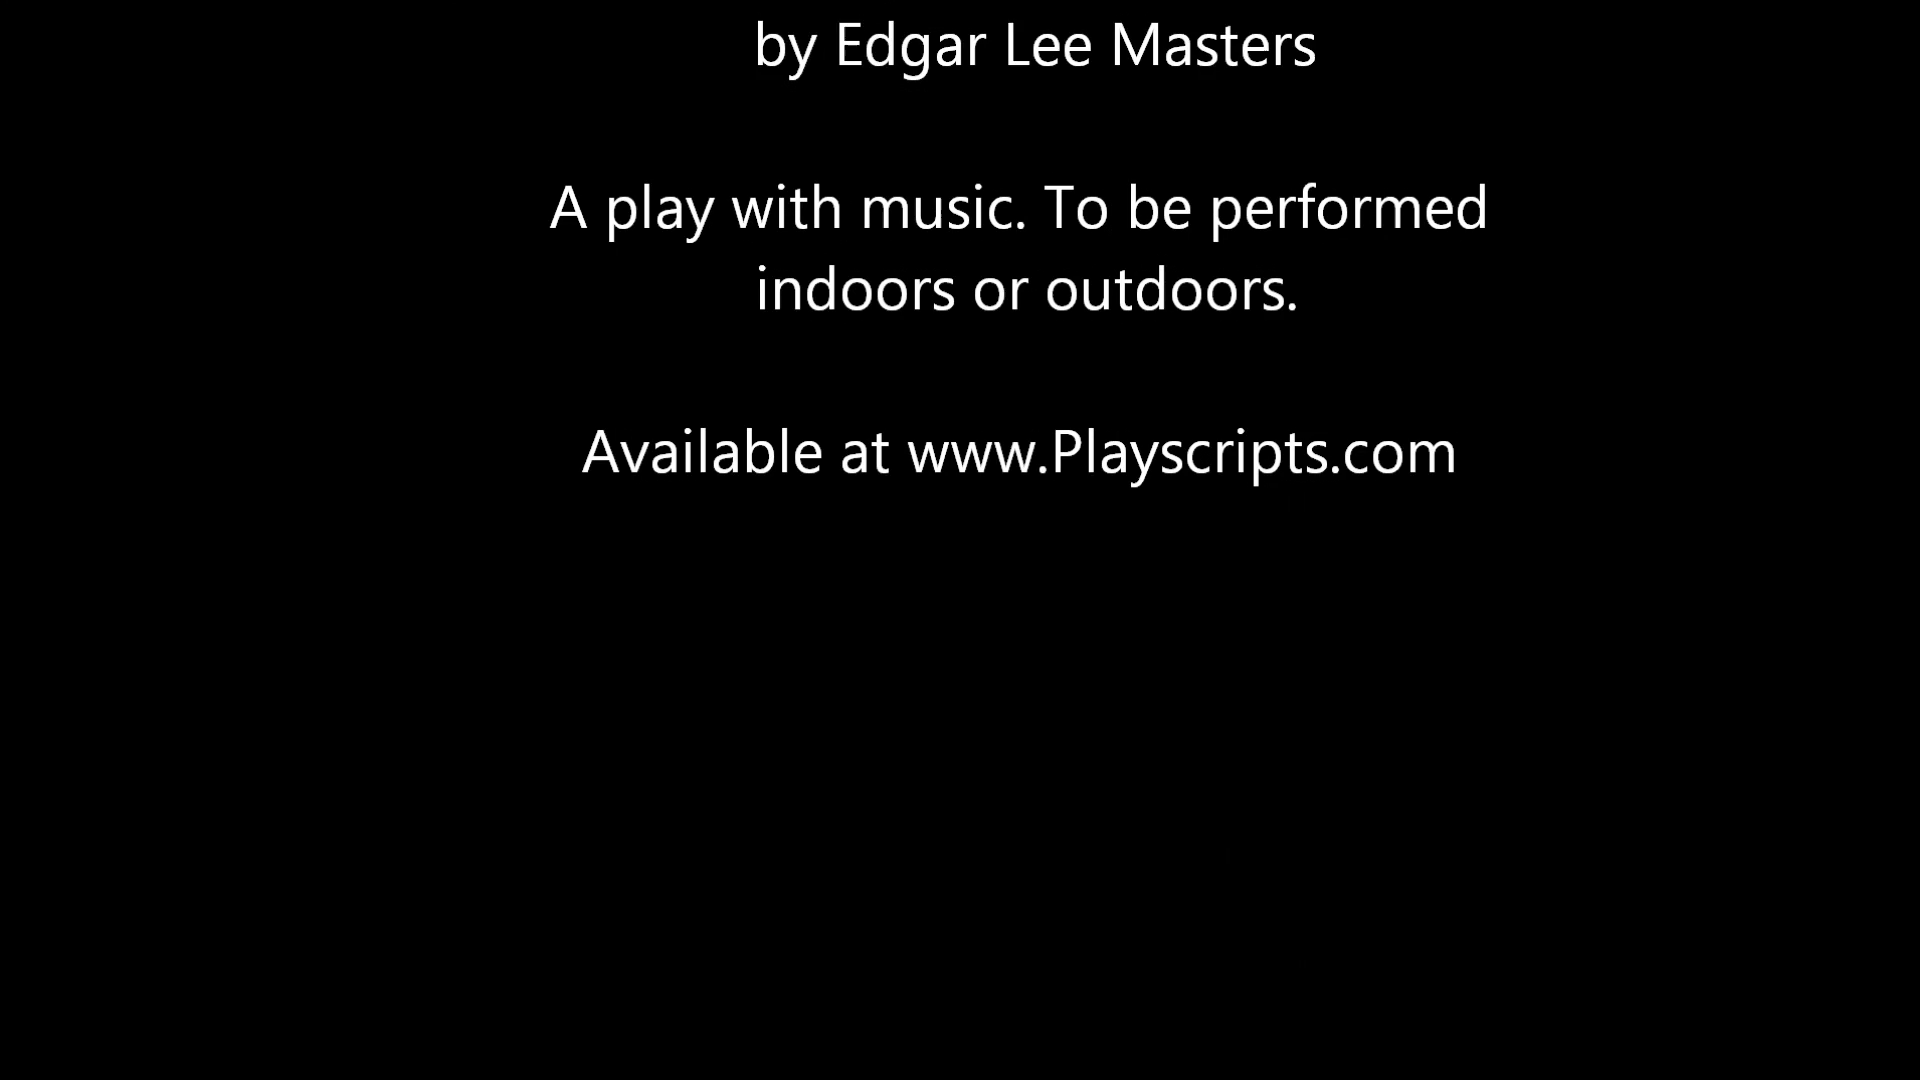 by Edgar Lee Masters
A play with music. To be performed
indoors or outdoors.
Available at www.Playscripts.com